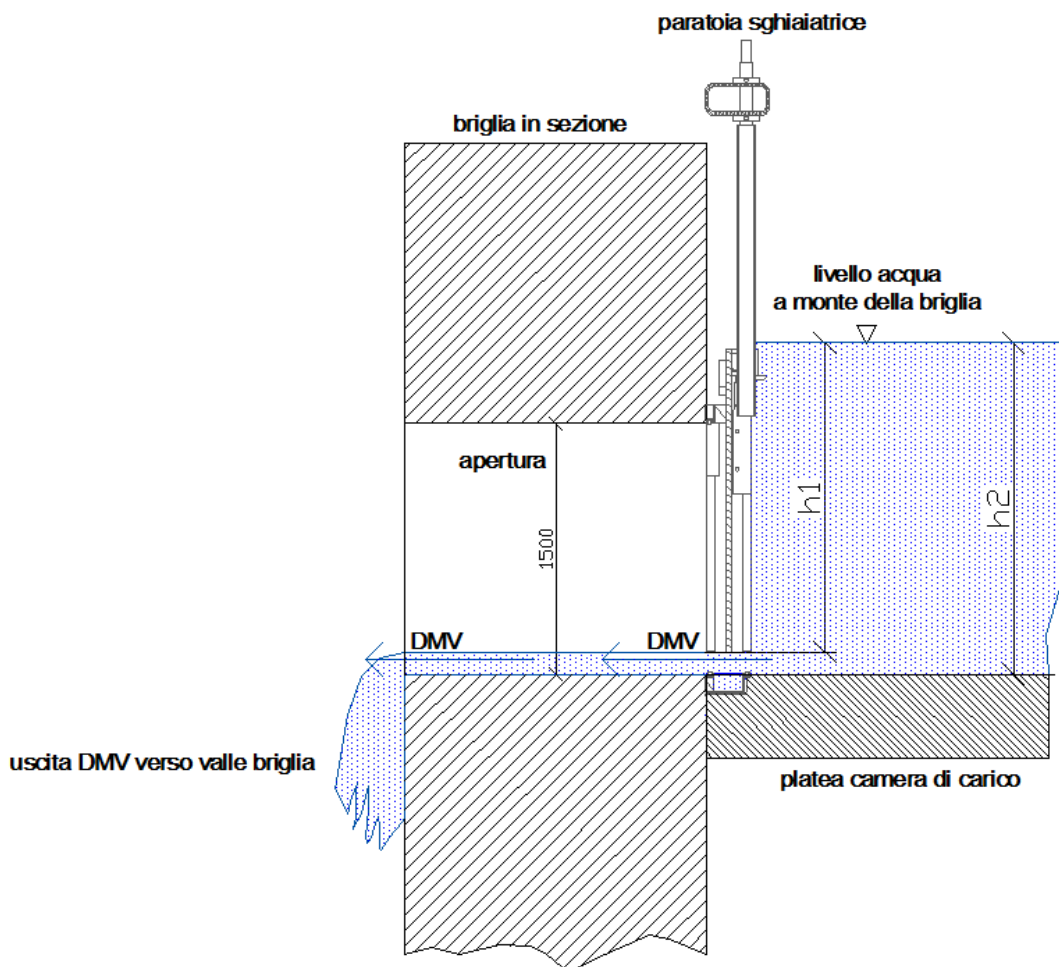 paratoia sghiaiatrice
briglia in sezione
livello acqua
a monte della briglia
apertura
1500
h1
h2
DMV
DMV
uscita DMV verso valle briglia
platea camera di carico